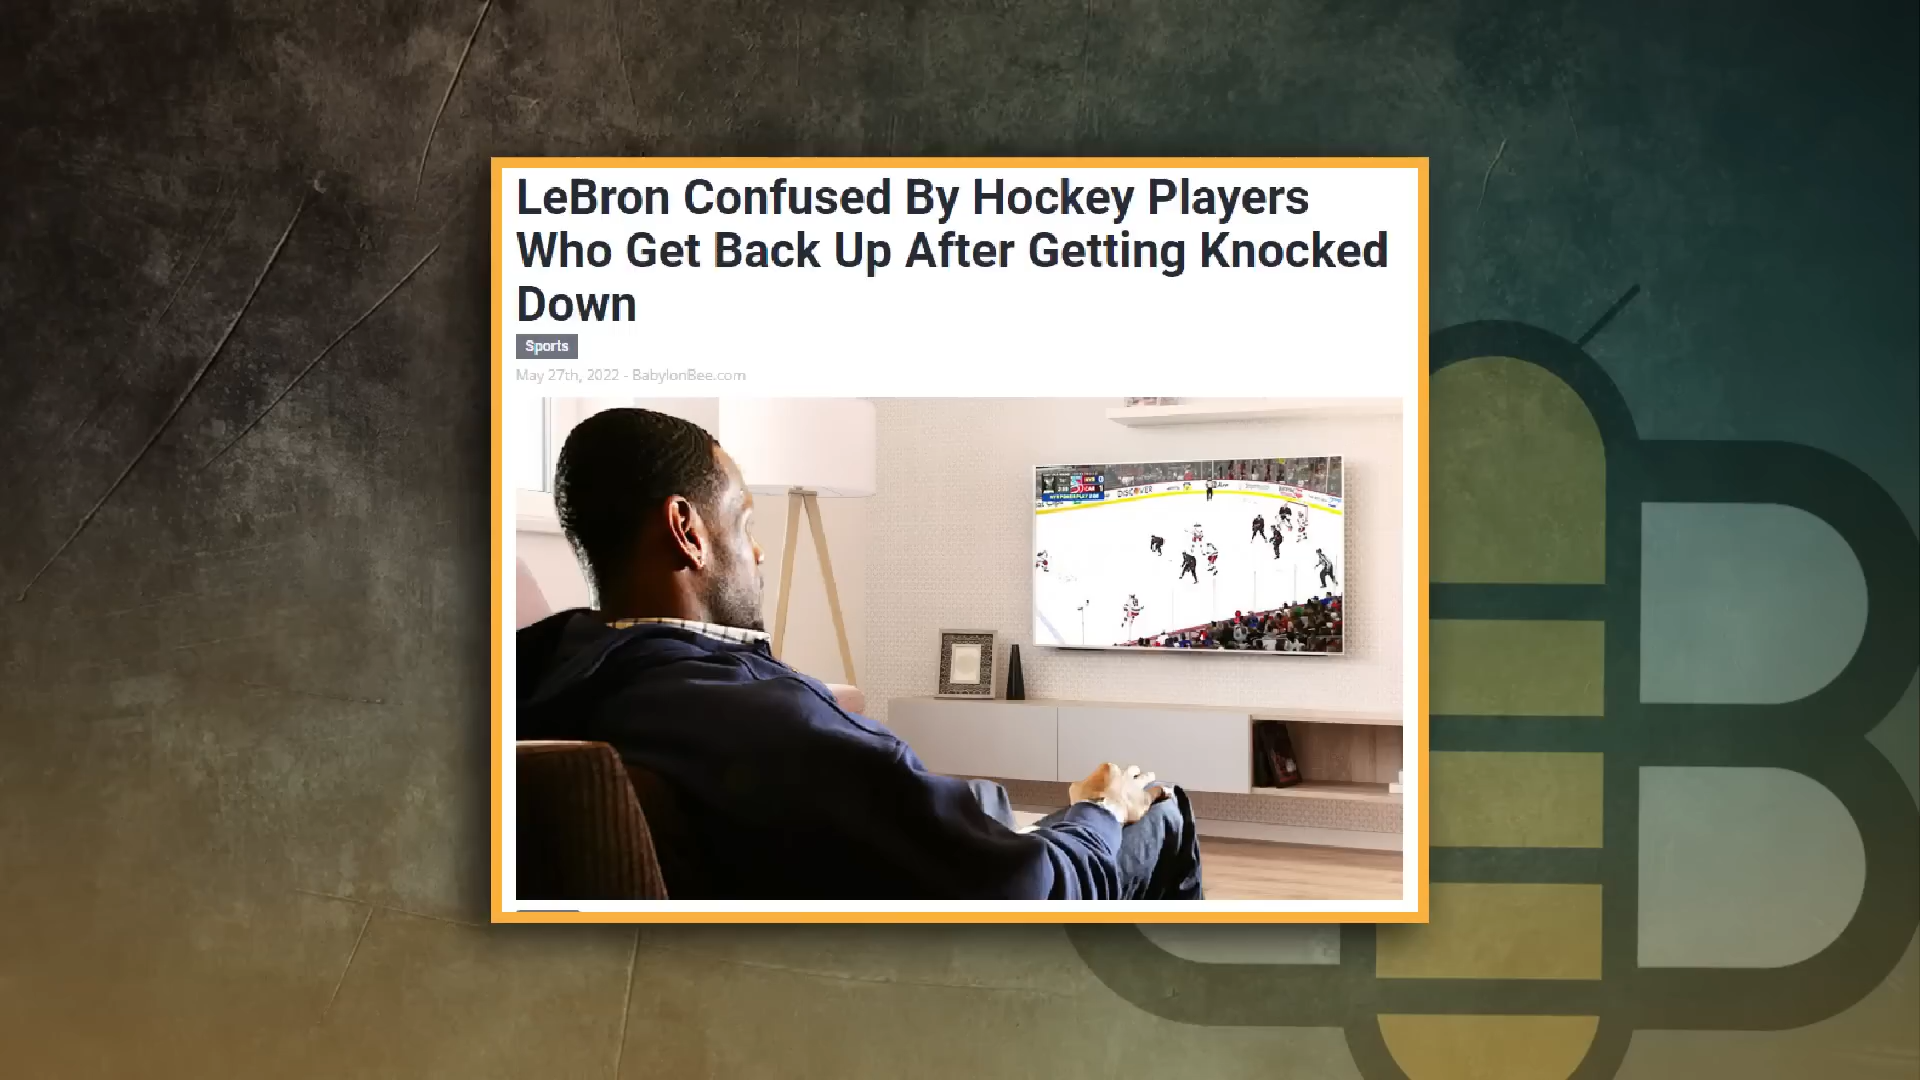 LeBron Confused By Hockey Players
Who Get Back Up After Getting Knocked
Down
Sports
May 27th, 2022 - BabylonBee.com
DISCOVER